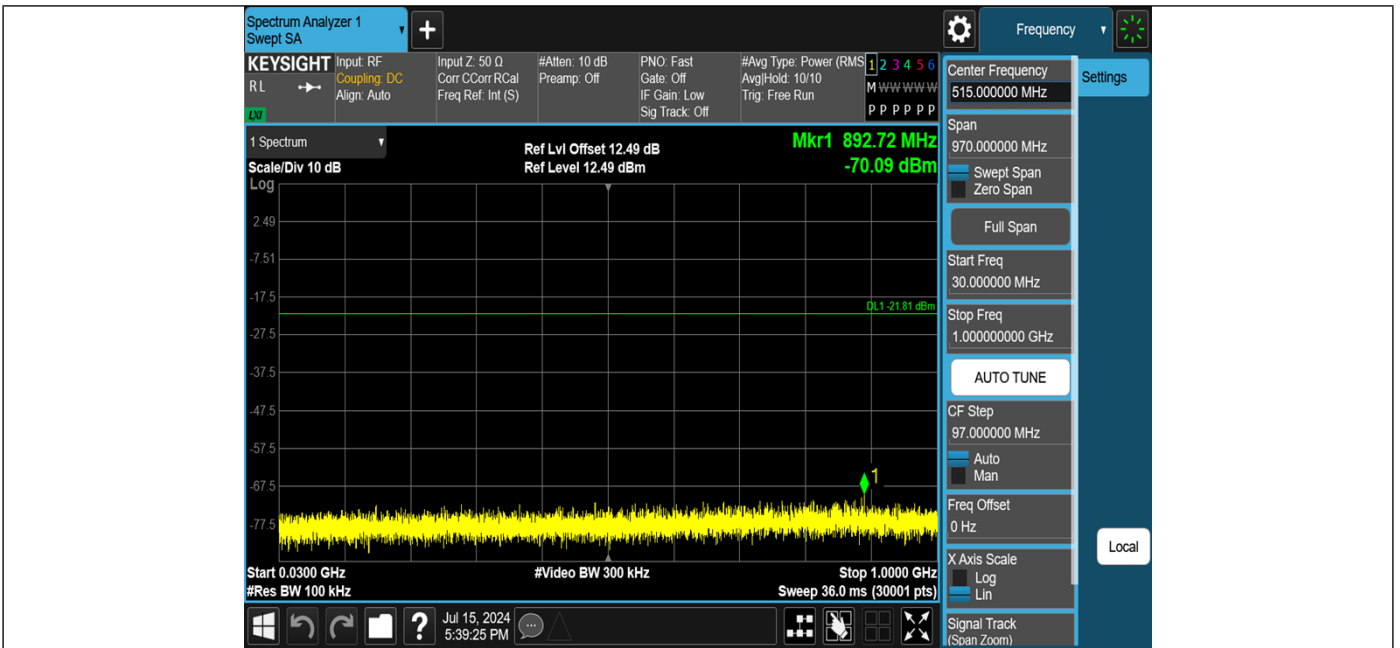 Spectrum Analyzer 1
Swept SA
Frequency
KEYSIGHT
RL
LXI
Input: RF
Coupling: DC
Align: Auto
Input Z: 50 Ω
Corr CCorr RCal
Freq Ref: Int (S)
#Atten: 10 dB
Preamp: Off
PNO: Fast
Gate: Off
IF Gain: Low
Sig Track: Off
#Avg Type: Power (RMS
Avg|Hold: 10/10
Trig: Free Run
1 2 3 4 5 6
M W W W W W
P P P P P P
1 Spectrum
Scale/Div 10 dB
Ref Lvl Offset 12.49 dB
Ref Level 12.49 dBm
Mkr1 892.72 MHz
-70.09 dBm
Log
2.49
-7.51
-17.5
DL1 -21.81 dBm
-27.5
-37.5
-47.5
-57.5
-67.5
1
-77.5
Start 0.0300 GHz
#Res BW 100 kHz
#Video BW 300 kHz
Stop 1.0000 GHz
Sweep 36.0 ms (30001 pts)
?
Jul 15, 2024
5:39:25 PM
Center Frequency
515.000000 MHz
Span
970.000000 MHz
Swept Span
Zero Span
Full Span
Start Freq
30.000000 MHz
Stop Freq
1.000000000 GHz
AUTO TUNE
CF Step
97.000000 MHz
Auto
Man
Freq Offset
0 Hz
X Axis Scale
Log
Lin
Signal Track
(Span Zoom)
Settings
Local